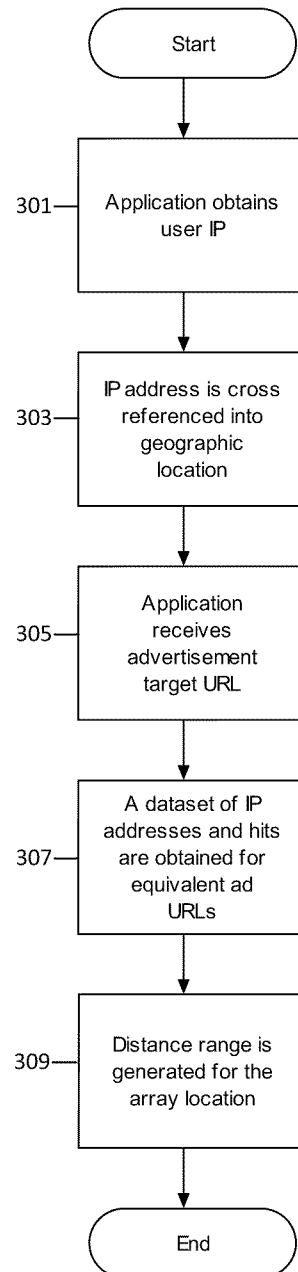 Start
301
Application obtains
user IP
303
IP address is cross
referenced into
geographic
location
305
Application
receives
advertisement
target URL
307
A dataset of IP
addresses and hits
are obtained for
equivalent ad
URLs
309
Distance range is
generated for the
array location
End